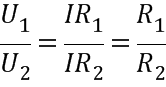 U₁/U₂ = IR₁/IR₂ = R₁/R₂